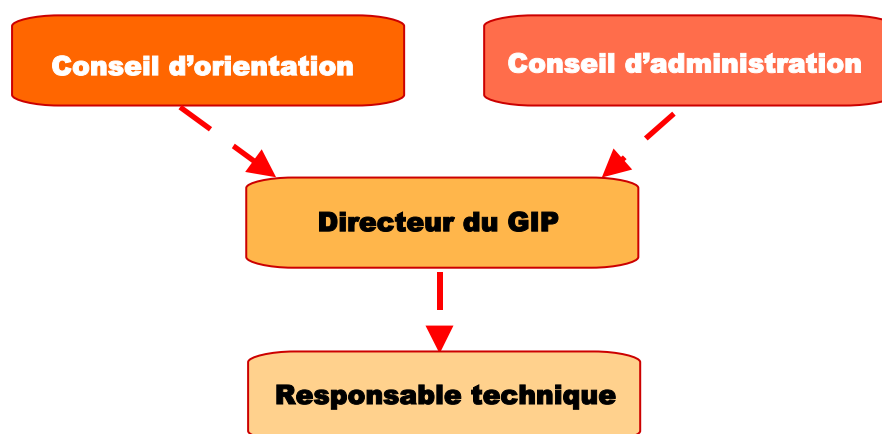 Conseil d’orientation
Conseil d’administration
Directeur du GIP
Responsable technique